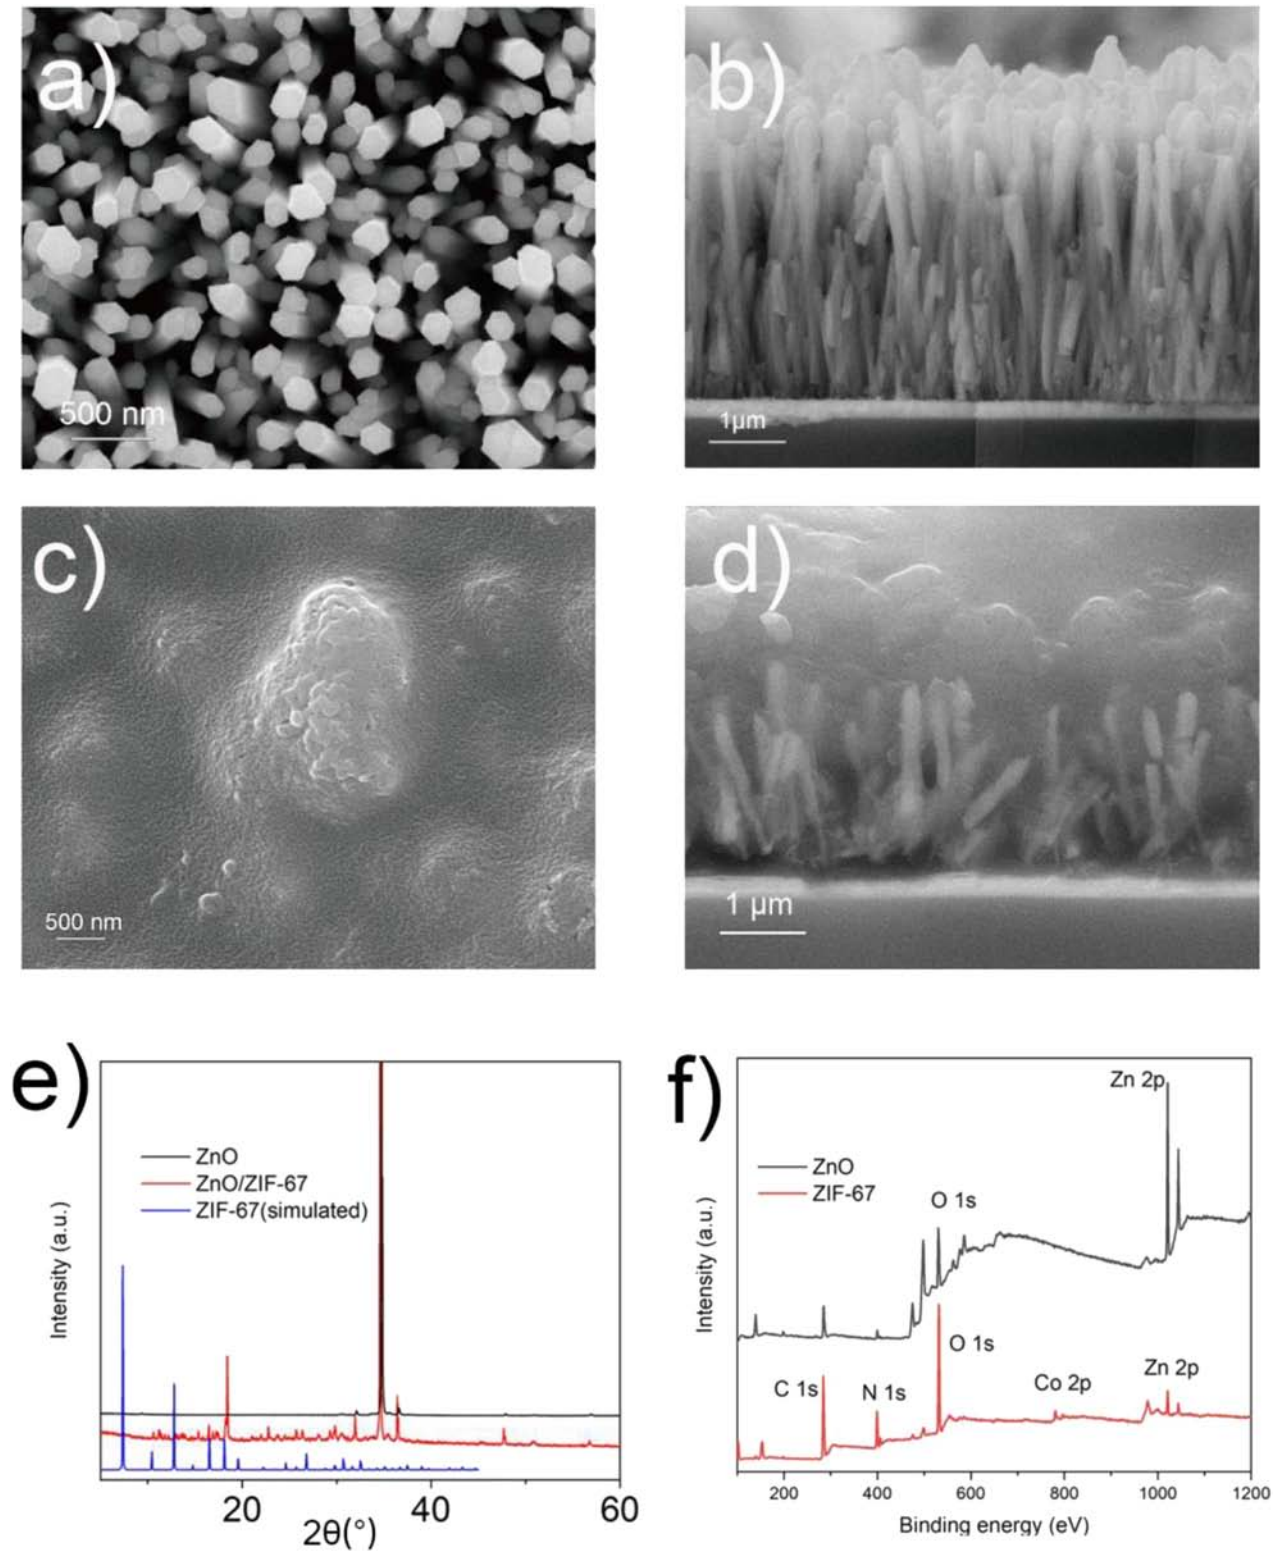 a)
500 nm
b)
1μm
c)
500 nm
d)
1 μm
e)
ZnO
ZnO/ZIF-67
ZIF-67(simulated)
Intensity (a.u.)
20
40
60
2θ(°)
f)
Zn 2p
ZnO
ZIF-67
O 1s
Intensity (a.u.)
O 1s
C 1s
N 1s
Co 2p
Zn 2p
200
400
600
800
1000
1200
Binding energy (eV)